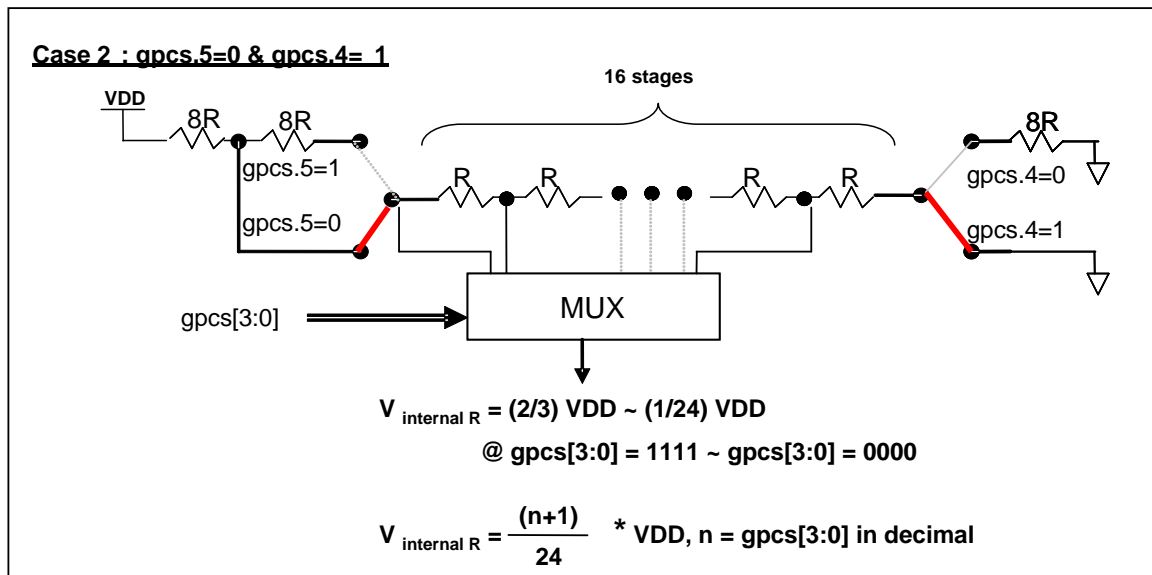 Case 2 : gpcs.5=0 & gpcs.4= 1
16 stages
VDD
8R 8R 8R
gpcs.5=1 R R R R gpcs.4=0
gpcs.5=0 gpcs.4=1
gpcs[3:0] MUX
V internal R = (2/3) VDD ~ (1/24) VDD
@ gpcs[3:0] = 1111 ~ gpcs[3:0] = 0000
V internal R = (n+1)
24
* VDD, n = gpcs[3:0] in decimal